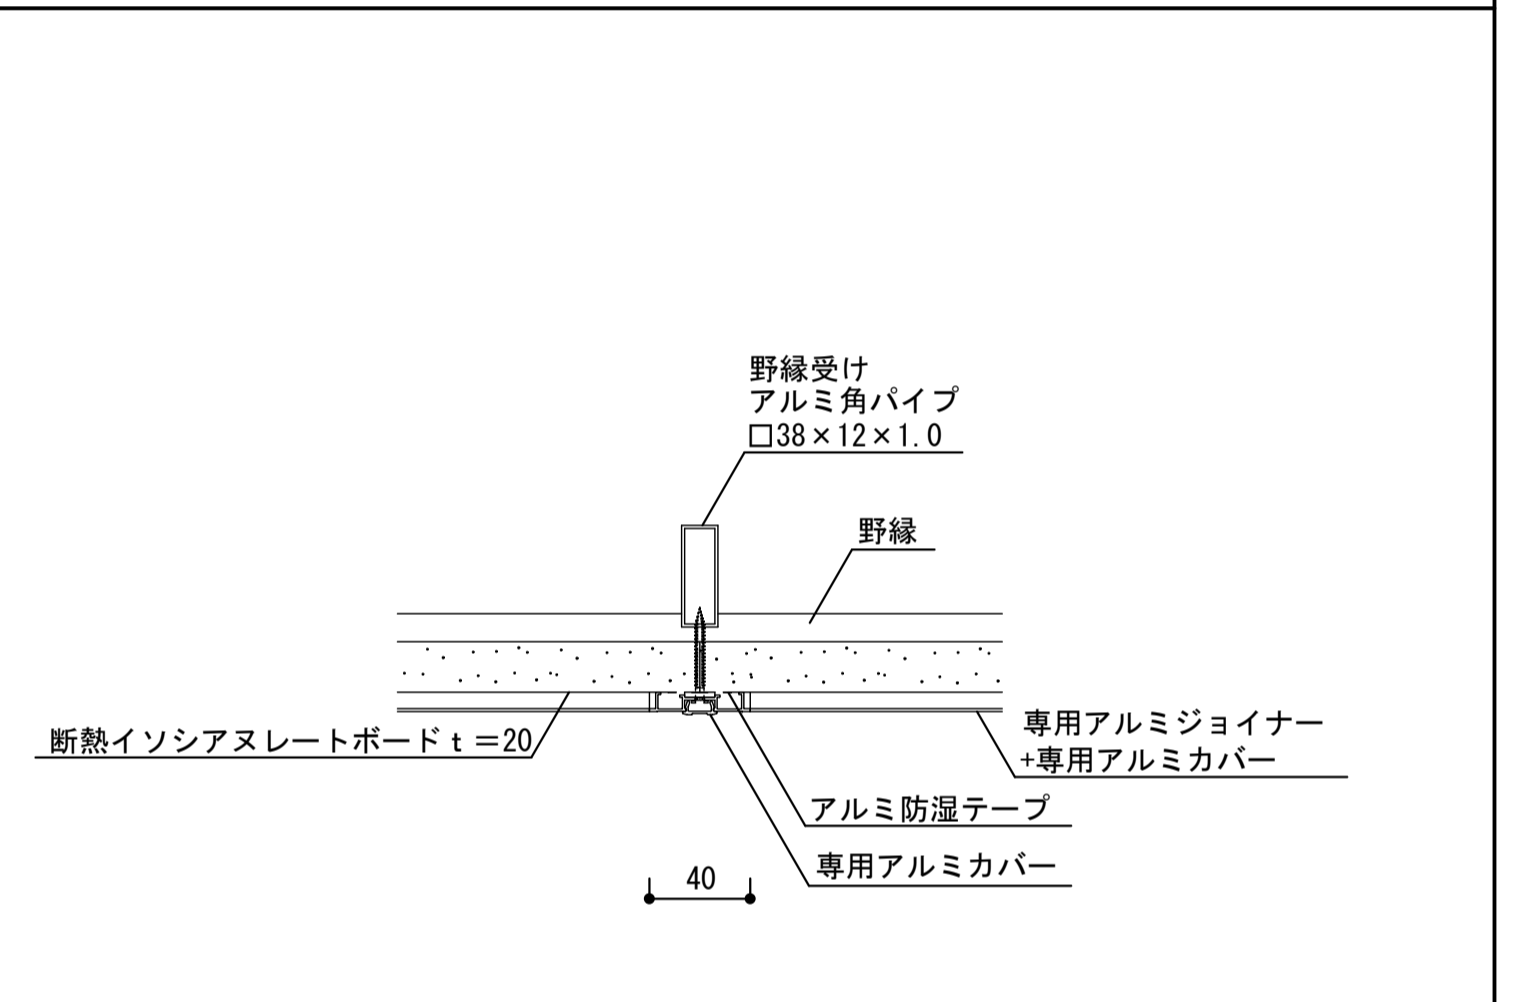 野縁受け
アルミ角パイプ
□38×12×1.0
野縁
断熱イソシアヌレートボードｔ＝20
専用アルミジョイナー
+専用アルミカバー
アルミ防湿テープ
専用アルミカバー
40